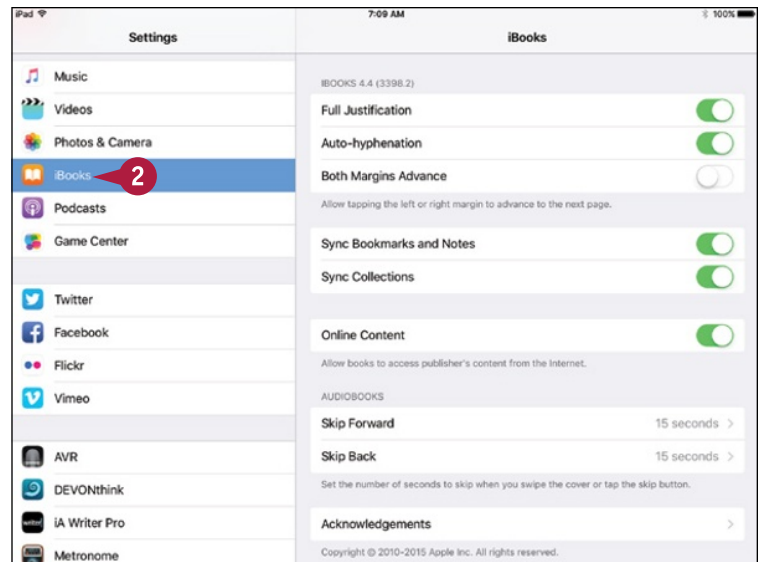 iPad
7:09 AM
100%
Settings
iBooks
Music
Videos
Photos & Camera
iBooks
2
Podcasts
Game Center
Twitter
Facebook
Flickr
Vimeo
AVR
DEVONthink
iA Writer Pro
Metronome
IBOOKS 4.4 (3398.2)
Full Justification
Auto-hyphenation
Both Margins Advance
Allow tapping the left or right margin to advance to the next page.
Sync Bookmarks and Notes
Sync Collections
Online Content
Allow books to access publisher's content from the Internet.
AUDIOBOOKS
Skip Forward 15 seconds
Skip Back 15 seconds
Set the number of seconds to skip when you swipe the cover or tap the skip button.
Acknowledgements
Copyright © 2010-2015 Apple Inc. All rights reserved.